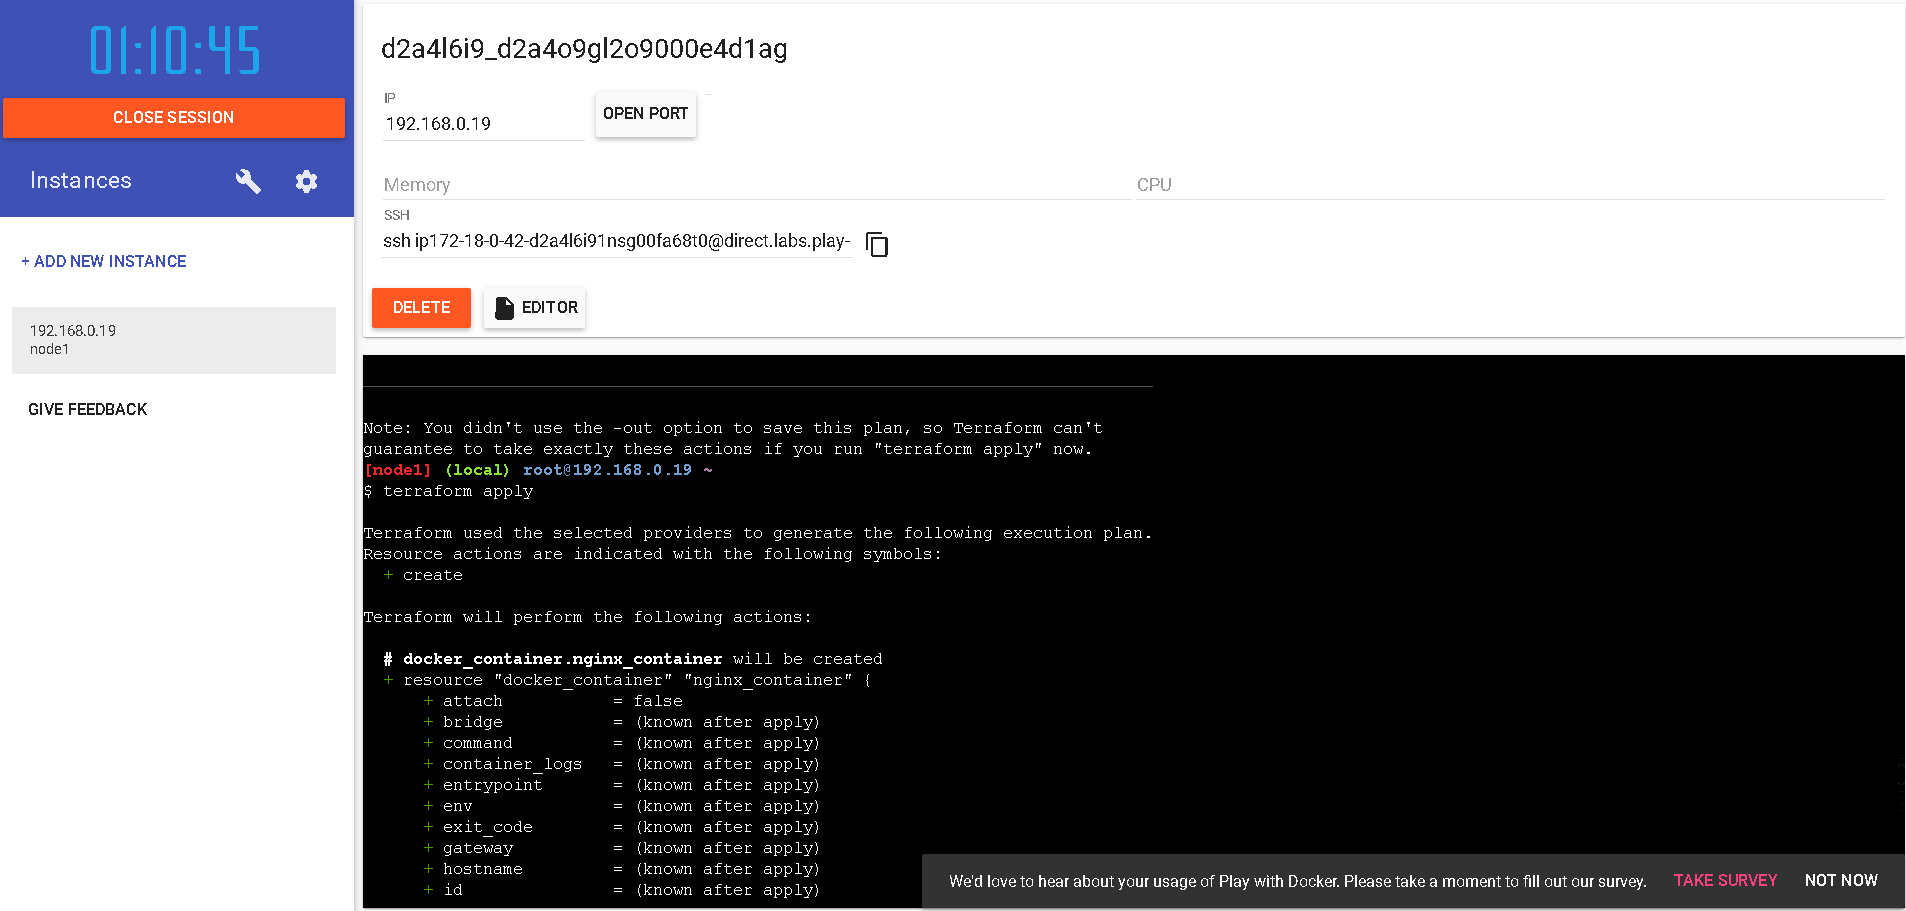 01:10:45
CLOSE SESSION
Instances
+ ADD NEW INSTANCE
192.168.0.19
node1
GIVE FEEDBACK
d2a4l6i9_d2a4o9gl2o9000e4d1ag
IP
192.168.0.19
OPEN PORT
Memory
CPU
SSH
ssh ip172-18-0-42-d2a4l6i91nsg00fa68t0@direct.labs.play-
DELETE
EDITOR
Note: You didn't use the -out option to save this plan, so Terraform can't
guarantee to take exactly these actions if you run "terraform apply" now.
[node1] (local) root@192.168.0.19 ~
$ terraform apply
Terraform used the selected providers to generate the following execution plan.
Resource actions are indicated with the following symbols:
+ create
Terraform will perform the following actions:
# docker_container.nginx_container will be created
+ resource "docker_container" "nginx_container" {
+ attach = false
+ bridge = (known after apply)
+ command = (known after apply)
+ container_logs = (known after apply)
+ entrypoint = (known after apply)
+ env = (known after apply)
+ exit_code = (known after apply)
+ gateway = (known after apply)
+ hostname = (known after apply)
+ id = (known after apply)
We'd love to hear about your usage of Play with Docker. Please take a moment to fill out our survey.
TAKE SURVEY
NOT NOW